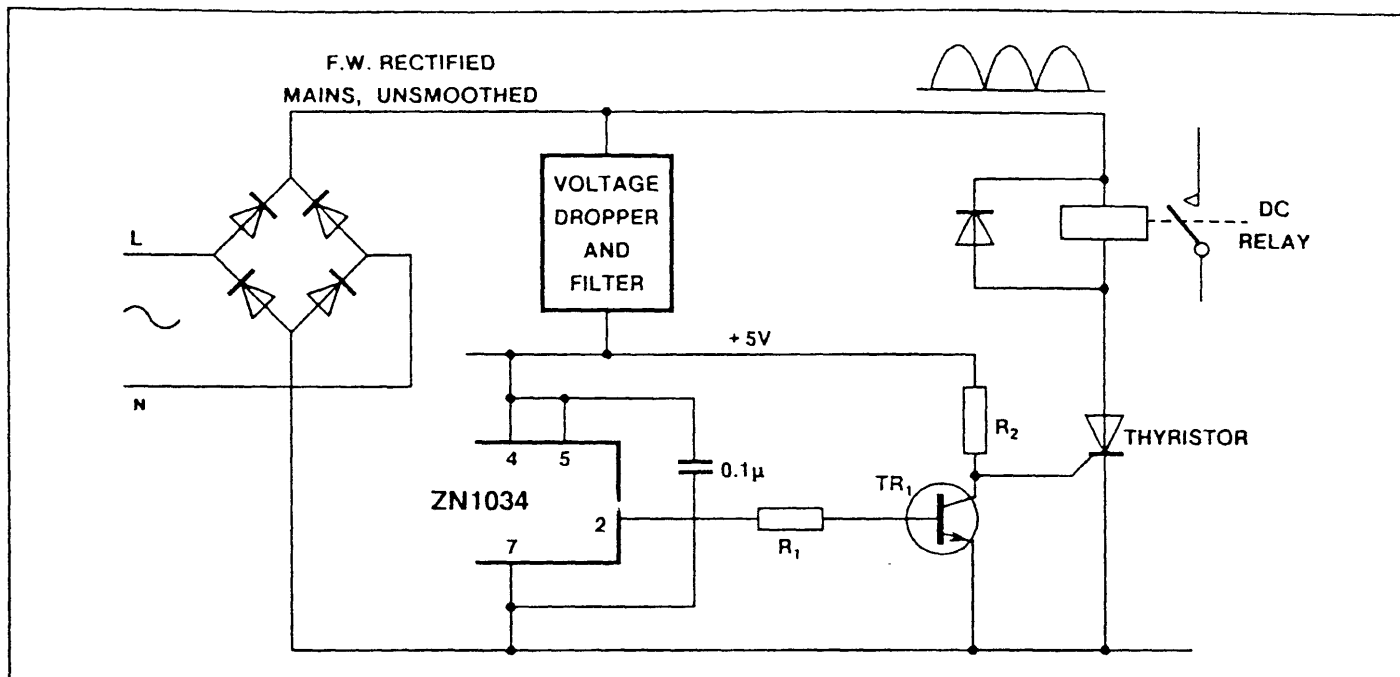 F.W. RECTIFIED
MAINS, UNSMOOTHED
L
N
VOLTAGE
DROPPER
AND
FILTER
DC
RELAY
+5V
R₂
THYRISTOR
4
5
0.1μ
TR₁
ZN1034
2
R₁
7